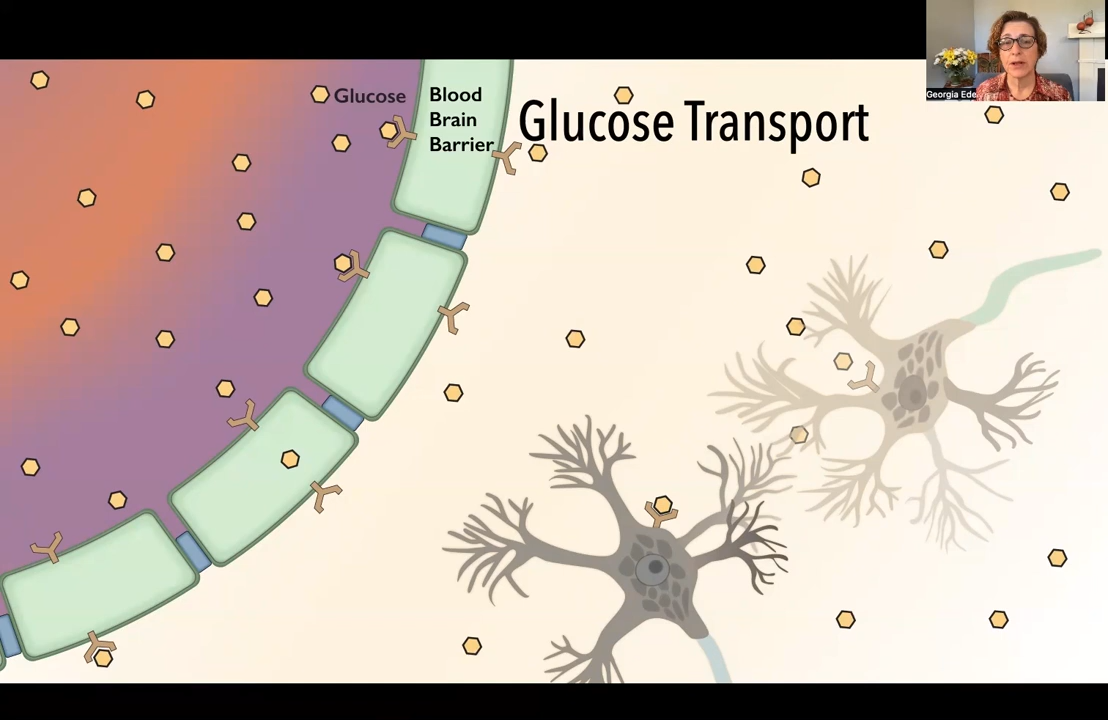 Glucose
Blood
Brain
Barrier
Glucose Transport
Georgia Ede